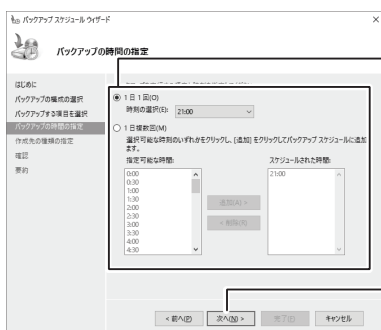 バックアップ スケジュール ウィザード
バックアップの時間の指定
はじめに
バックアップの構成の選択
バックアップする項目を選択
バックアップの時間の指定
作成先の種類の指定
確認
要約
1 日 1 回(O)
時刻の選択(E):
21:00
1 日複数回(M)
選択可能な時刻のいずれかをクリックし、[追加] をクリックしてバックアップ スケジュールに追加
ます。
指定可能な時間:
スケジュールされた時間:
0:00
0:30
1:00
1:30
2:00
2:30
3:00
3:30
4:00
4:30
追加(A) >
< 削除(R)
21:00
< 前へ(P)
次へ(N) >
完了(F)
キャンセル